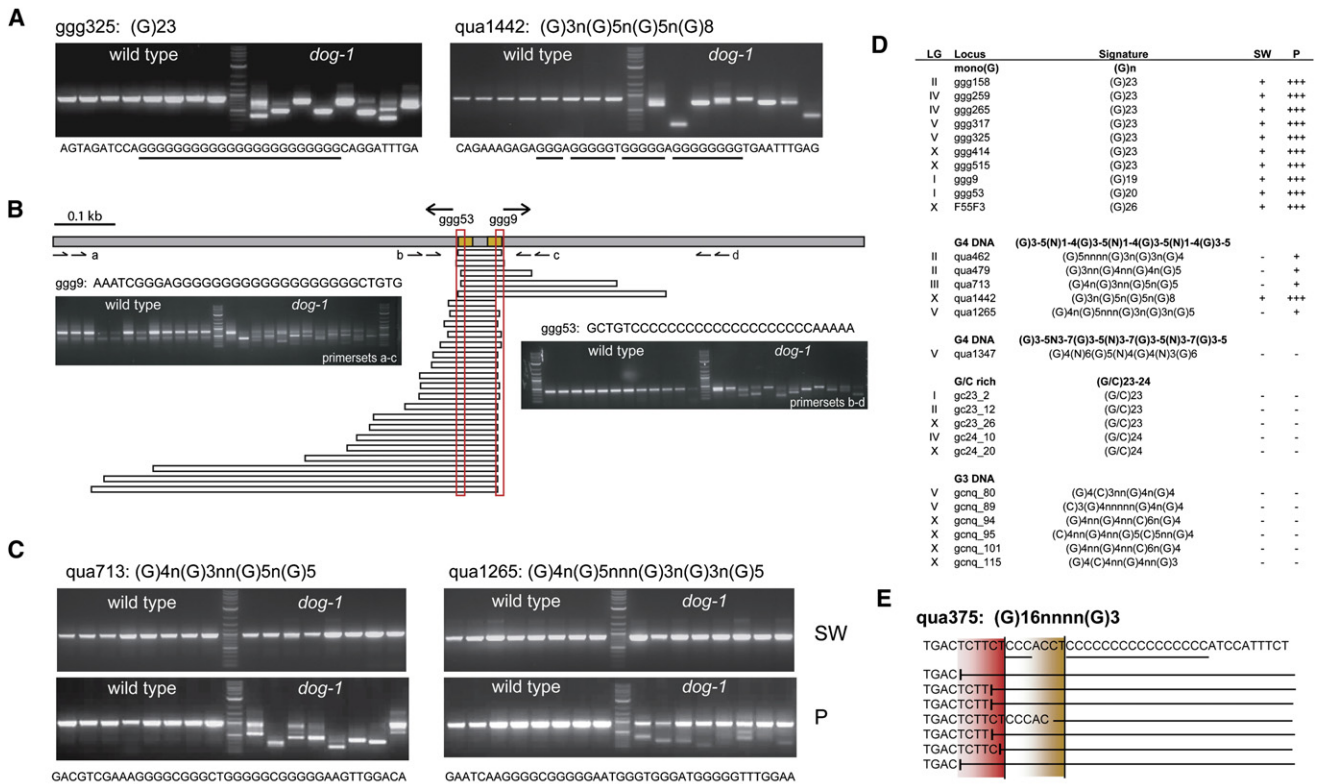 A
ggg325: (G)23
wild type
dog-1
AGTAGATCCAGGGGGGGGGGGGGGGGGGGGGGGCAGGATTTGA
qua1442: (G)3n(G)5n(G)5n(G)8
wild type
dog-1
CAGAAAGAGAGGGAGGGGGTGGGGGAGGGGGGGGTGAATTTGAG
B
0.1 kb
ggg53 ggg9
a
b
c
d
ggg9: AAATCGGGAGGGGGGGGGGGGGGGGGGGCTGTG
wild type
dog-1
primersets a-c
ggg53: GCTGTCCCCCCCCCCCCCCCCCCCCAAAAA
wild type
dog-1
primersets b-d
C
qua713: (G)4n(G)3nn(G)5n(G)5
wild type
dog-1
wild type
dog-1
GACGTCGAAAGGGGCGGGCTGGGGGCGGGGGAAGTTGGACA
qua1265: (G)4n(G)5nnn(G)3n(G)3n(G)5
wild type
dog-1
SW
wild type
dog-1
P
GAATCAAGGGGCGGGGGAATGGGTGGGATGGGGGTTTGGAA
D
LG Locus Signature SW P
mono(G) (G)n
II ggg158 (G)23 + +++
IV ggg259 (G)23 + +++
IV ggg265 (G)23 + +++
V ggg317 (G)23 + +++
V ggg325 (G)23 + +++
X ggg414 (G)23 + +++
X ggg515 (G)23 + +++
I ggg9 (G)19 + +++
I ggg53 (G)20 + +++
X F55F3 (G)26 + +++
G4 DNA (G)3-5(N)1-4(G)3-5(N)1-4(G)3-5(N)1-4(G)3-5
II qua462 (G)5nnnn(G)3n(G)3n(G)4 - +
II qua479 (G)3nn(G)4nn(G)4n(G)5 - +
III qua713 (G)4n(G)3nn(G)5n(G)5 - +
X qua1442 (G)3n(G)5n(G)5n(G)8 + +++
V qua1265 (G)4n(G)5nnn(G)3n(G)3n(G)5 - +
G4 DNA (G)3-5N3-7(G)3-5(N)3-7(G)3-5(N)3-7(G)3-5
V qua1347 (G)4(N)6(G)5(N)4(G)4(N)3(G)6 - -
G/C rich (G/C)23-24
I gc23_2 (G/C)23 - -
II gc23_12 (G/C)23 - -
X gc23_26 (G/C)23 - -
IV gc24_10 (G/C)24 - -
X gc24_20 (G/C)24 - -
G3 DNA
V gcnq_80 (G)4(C)3nn(G)4n(G)4 - -
V gcnq_89 (C)3(G)4nnnnn(G)4n(G)4 - -
X gcnq_94 (G)4nn(G)4nn(C)6n(G)4 - -
X gcnq_95 (C)4nn(G)4nn(G)5(C)5nn(G)4 - -
X gcnq_101 (G)4nn(G)4nn(C)6n(G)4 - -
X gcnq_115 (G)4(C)4nn(G)4nn(G)3 - -
E
qua375: (G)16nnnn(G)3
TGACTCTTCTCCCACCTCCCCCCCCCCCCCCCCATCCATTTCT
TGAC
TGACTCTT
TGACTCTT
TGACTCTTCTCCCAC
TGACTCTT
TGACTCTTC
TGAC